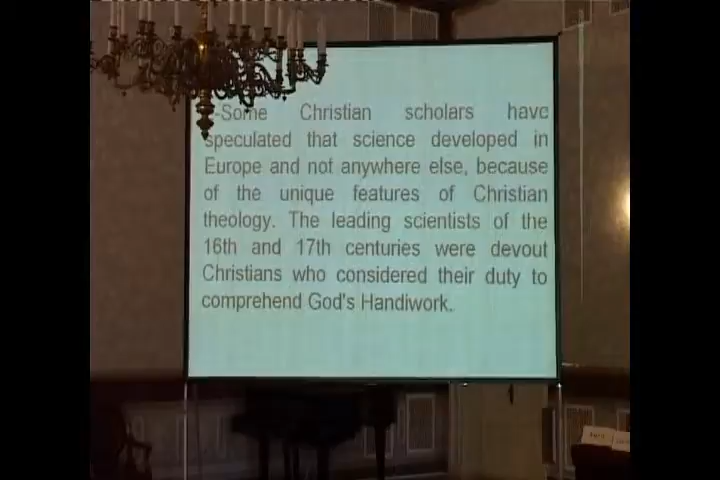 -Some Christian scholars have
speculated that science developed in
Europe and not anywhere else, because
of the unique features of Christian
theology. The leading scientists of the
16th and 17th centuries were devout
Christians who considered their duty to
comprehend God's Handiwork.